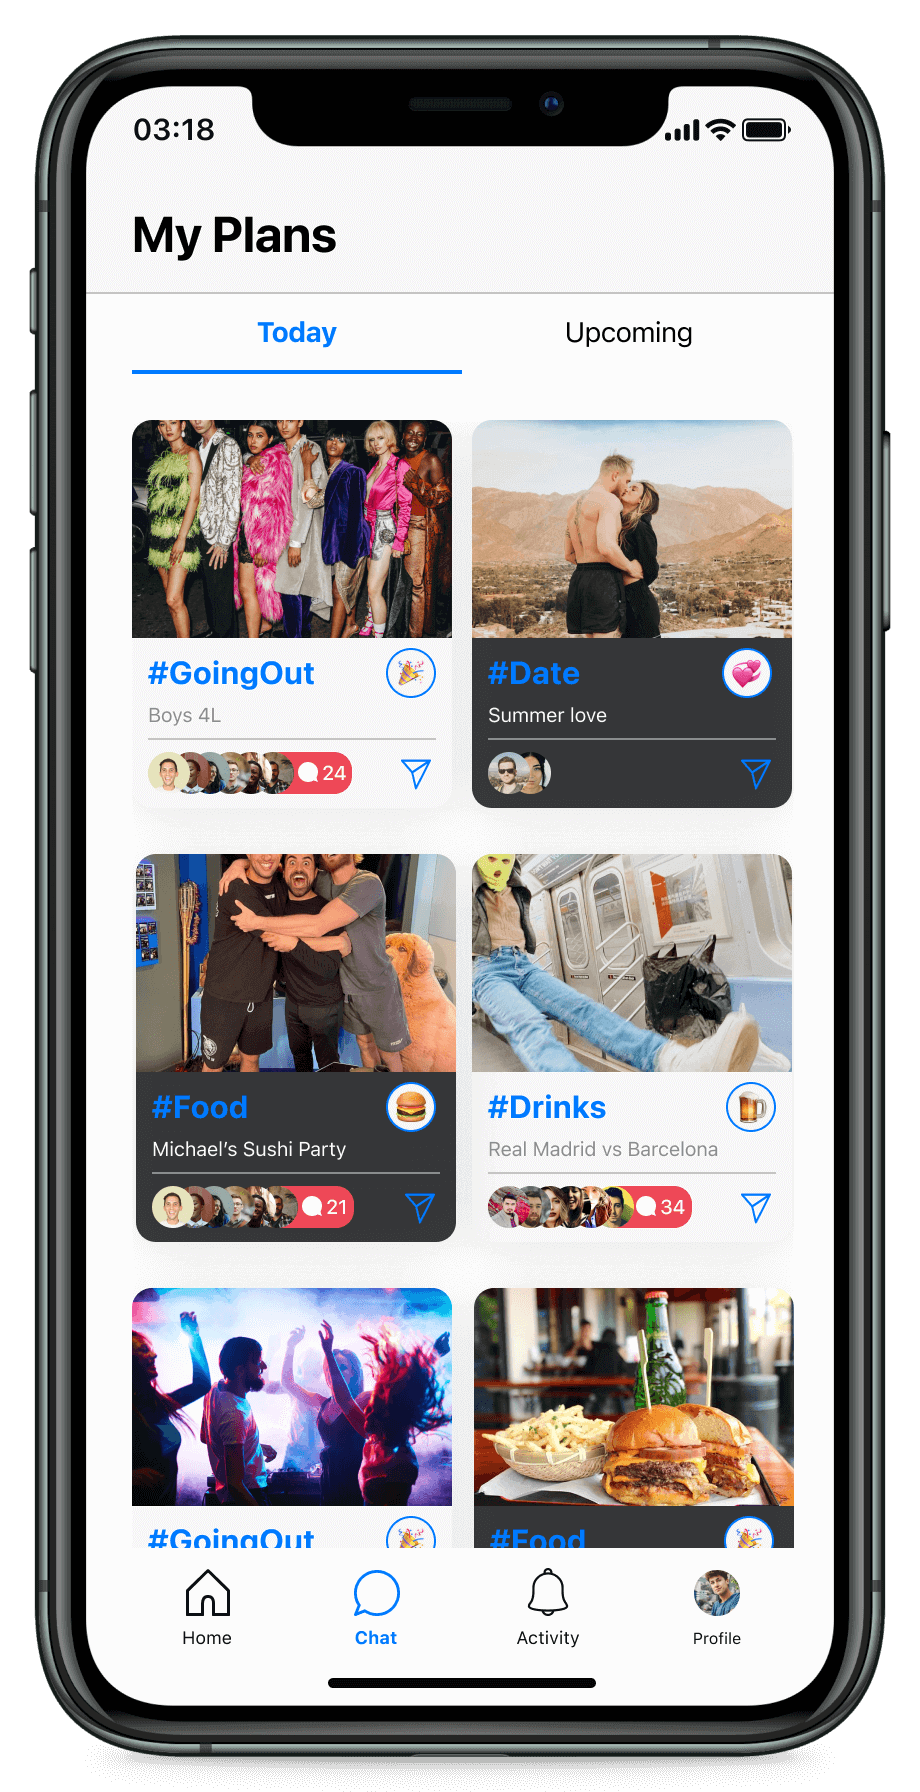 03:18
My Plans
Today
Upcoming
#GoingOut
Boys 4L
24
#Date
Summer love
#Food
Michael’s Sushi Party
21
#Drinks
Real Madrid vs Barcelona
34
#GoingOut
#Food
Home
Chat
Activity
Profile